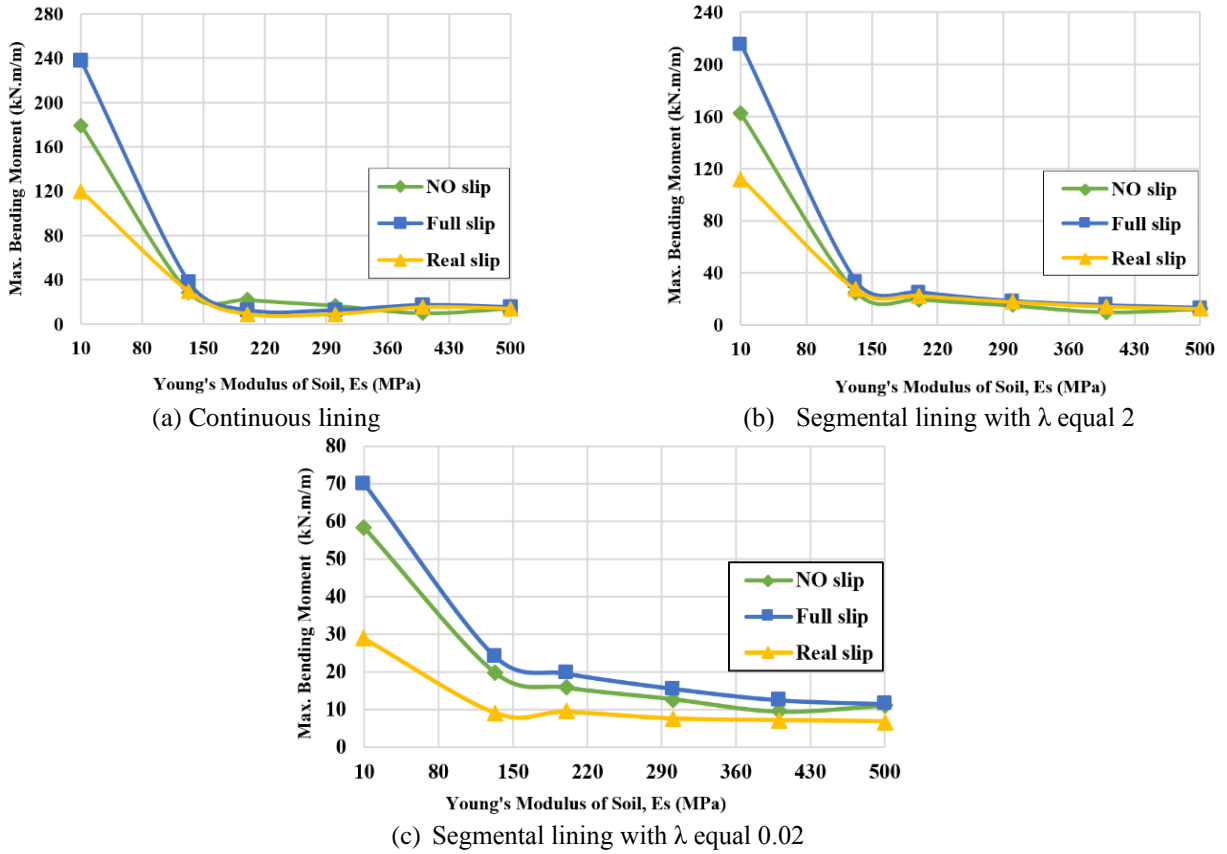 Max. Bending Moment (kN.m/m)
280
240
200
160
120
80
40
0
NO slip
Full slip
Real slip
10 80 150 220 290 360 430 500
Young's Modulus of Soil, Es (MPa)
(a) Continuous lining
Max. Bending Moment (kN.m/m)
240
200
160
120
80
40
0
NO slip
Full slip
Real slip
10 80 150 220 290 360 430 500
Young's Modulus of Soil, Es (MPa)
(b) Segmental lining with λ equal 2
Max. Bending Moment (kN.m/m)
80
70
60
50
40
30
20
10
0
NO slip
Full slip
Real slip
10 80 150 220 290 360 430 500
Young's Modulus of Soil, Es (MPa)
(c) Segmental lining with λ equal 0.02